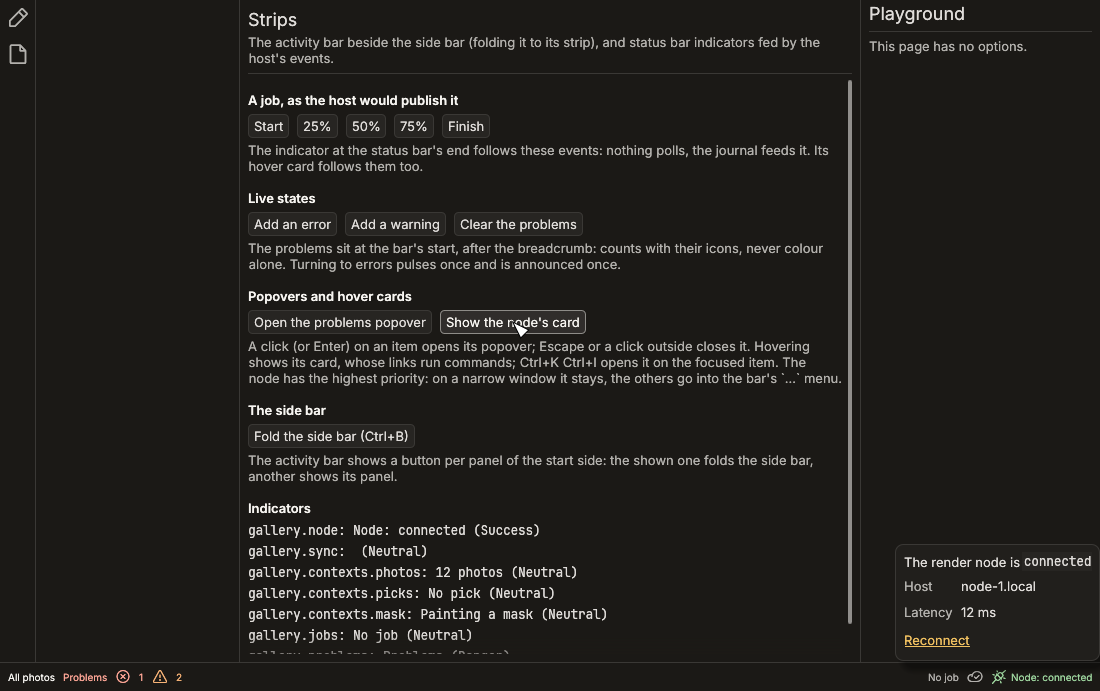 Strips
The activity bar beside the side bar (folding it to its strip), and status bar indicators fed by the
host's events.
A job, as the host would publish it
Start 25% 50% 75% Finish
The indicator at the status bar's end follows these events: nothing polls, the journal feeds it. Its
hover card follows them too.
Live states
Add an error Add a warning Clear the problems
The problems sit at the bar's start, after the breadcrumb: counts with their icons, never colour
alone. Turning to errors pulses once and is announced once.
Popovers and hover cards
Open the problems popover Show the node's card
A click (or Enter) on an item opens its popover; Escape or a click outside closes it. Hovering
shows its card, whose links run commands; Ctrl+K Ctrl+I opens it on the focused item. The
node has the highest priority: on a narrow window it stays, the others go into the bar's `...` menu.
The side bar
Fold the side bar (Ctrl+B)
The activity bar shows a button per panel of the start side: the shown one folds the side bar,
another shows its panel.
Indicators
gallery.node: Node: connected (Success)
gallery.sync:  (Neutral)
gallery.contexts.photos: 12 photos (Neutral)
gallery.contexts.picks: No pick (Neutral)
gallery.contexts.mask: Painting a mask (Neutral)
gallery.jobs: No job (Neutral)
gallery.problems: Problems (Danger)
Playground
This page has no options.
The render node is connected
Host node-1.local
Latency 12 ms
Reconnect
All photos Problems 1 2
No job Node: connected